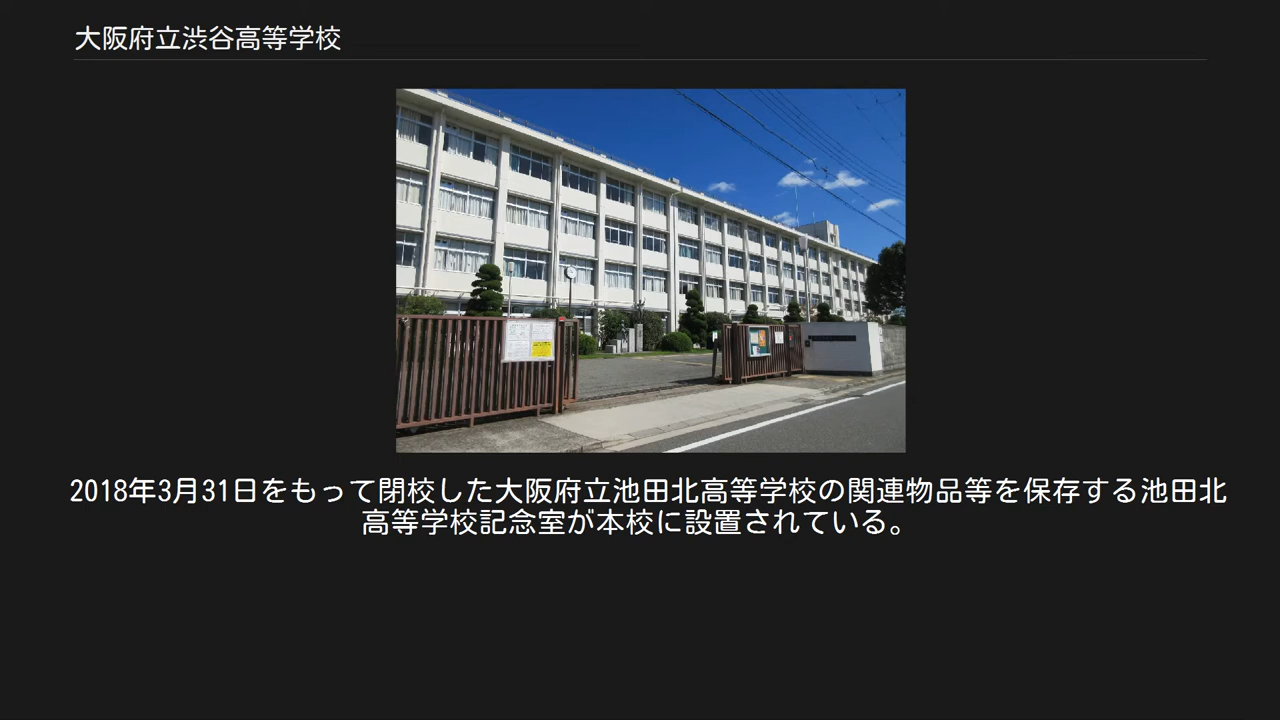 大阪府立渋谷高等学校
2018年3月31日をもって閉校した大阪府立池田北高等学校の関連物品等を保存する池田北
高等学校記念室が本校に設置されている。